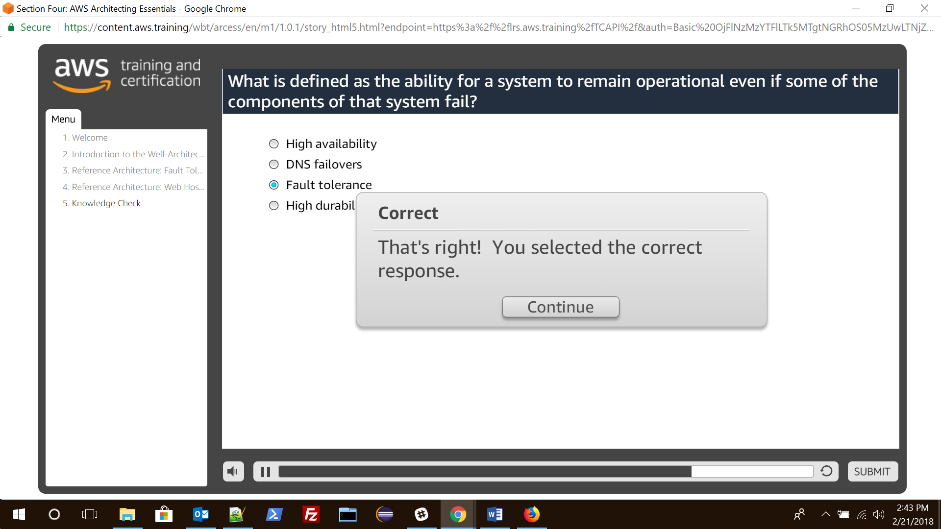 Section Four: AWS Architecting Essentials - Google Chrome
Secure
https://content.aws.training/wbt/arcess/en/m1/1.0.1/story_html5.html?endpoint=https%3a%2f%2flrs.aws.training%2fTCAPI%2f&auth=Basic%20OjFlNzMzYTFlLTk5MTgtNGRhOS05MzUwLTNjZ...
aws training and
certification
What is defined as the ability for a system to remain operational even if some of the
components of that system fail?
Menu
1. Welcome
2. Introduction to the Well-Architec...
3. Reference Architecture: Fault Tol...
4. Reference Architecture: Web Hos...
5. Knowledge Check
High availability
DNS failovers
Fault tolerance
High durabil
Correct
That's right! You selected the correct
response.
Continue
SUBMIT
2:43 PM
2/21/2018